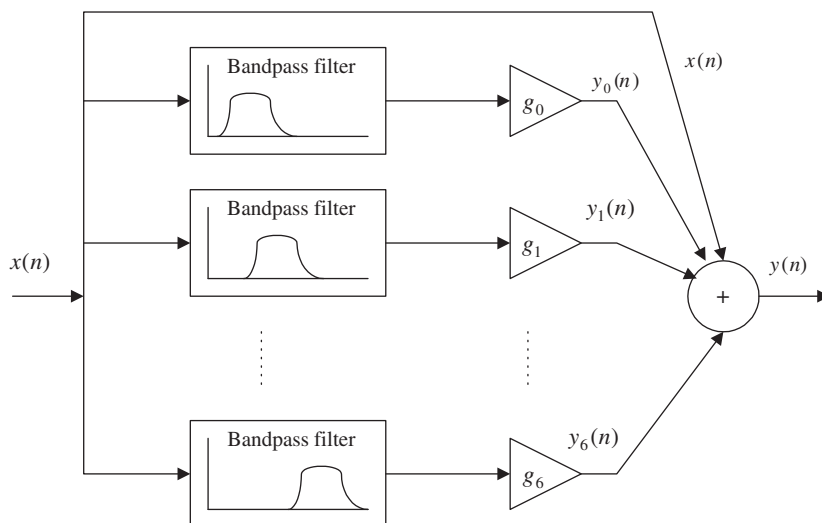 x(n)
Bandpass filter
g₀
y₀(n)
x(n)
Bandpass filter
g₁
y₁(n)
+
y(n)
Bandpass filter
g₆
y₆(n)